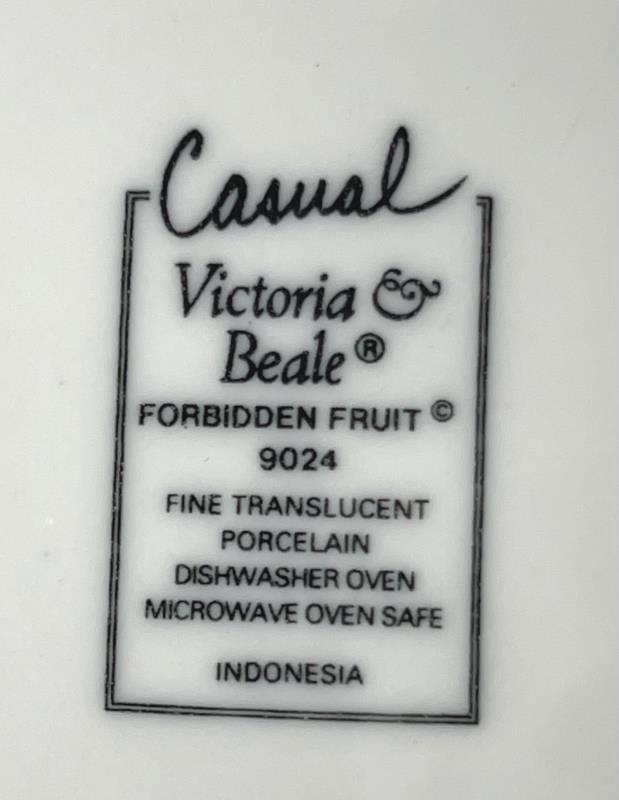 Casual
Victoria &
Beale®
FORBIDDEN FRUIT©
9024
FINE TRANSLUCENT
PORCELAIN
DISHWASHER OVEN
MICROWAVE OVEN SAFE
INDONESIA